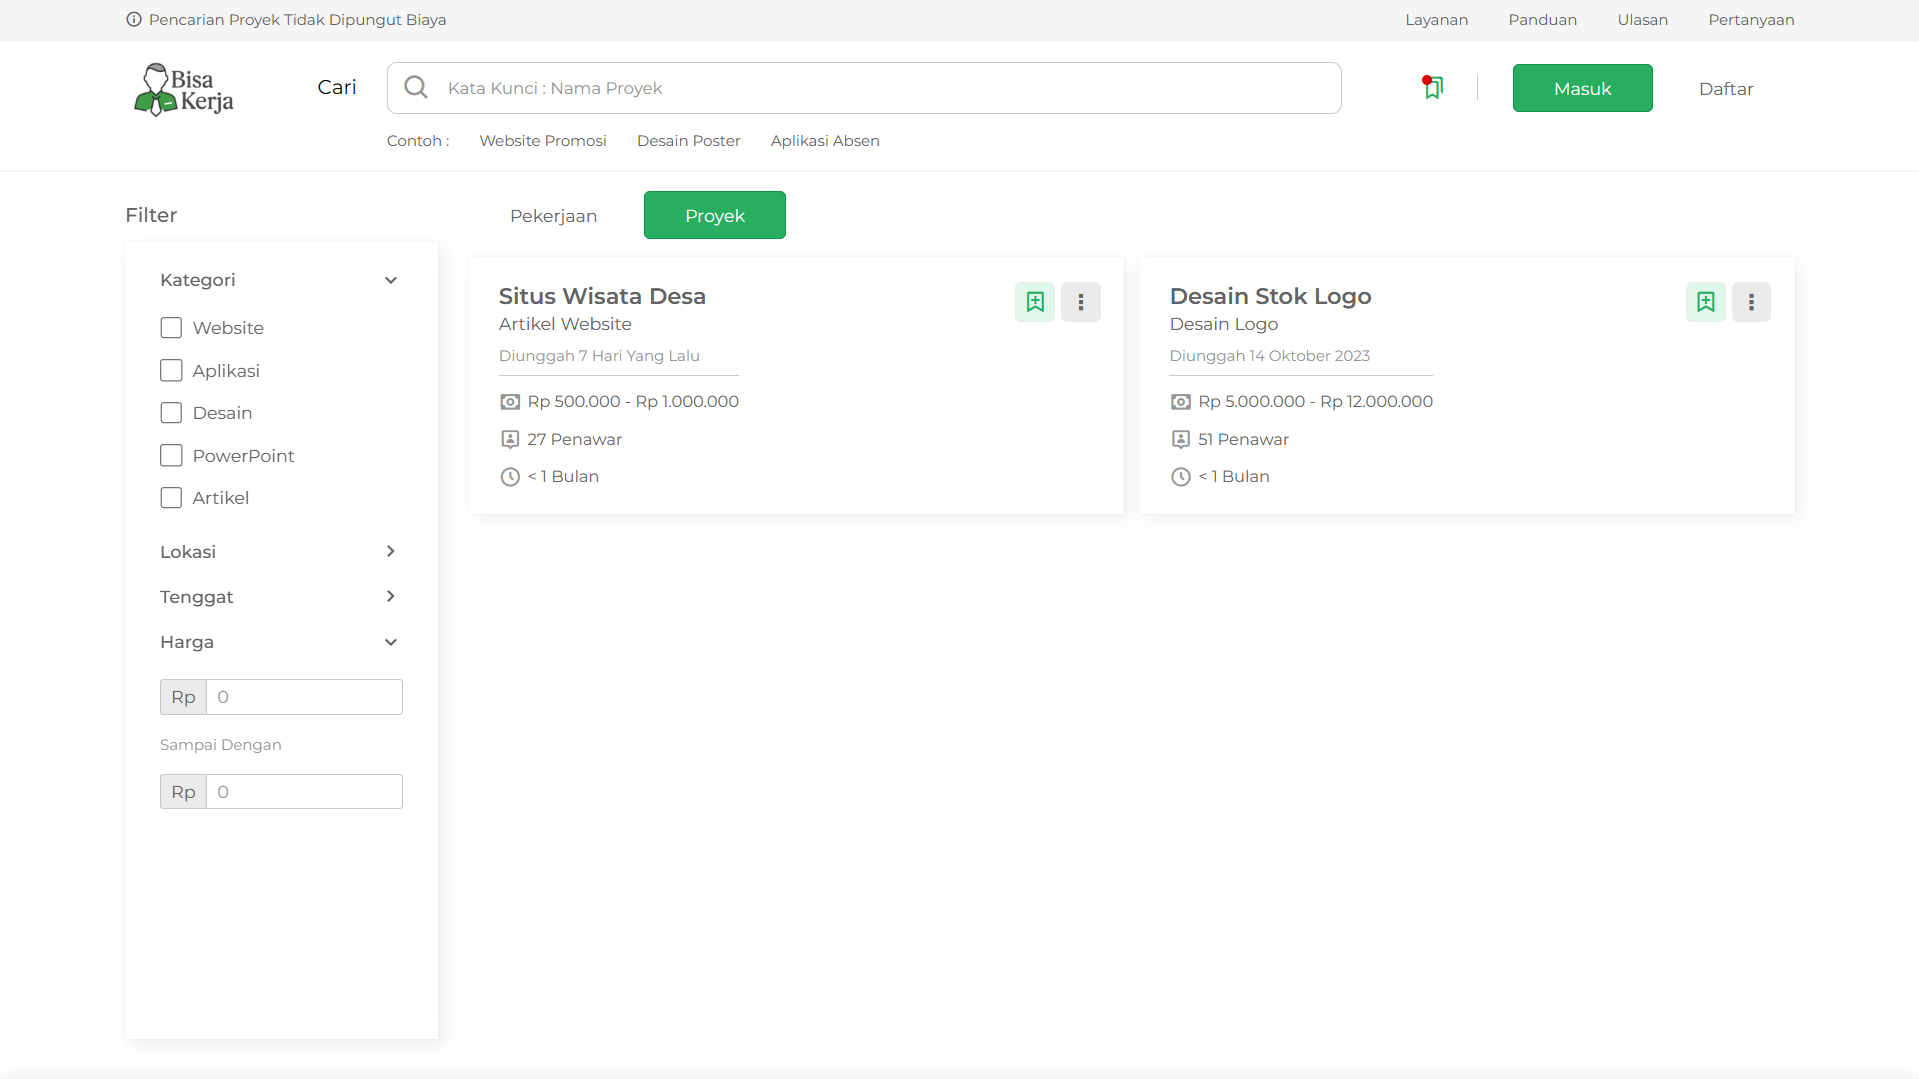 Pencarian Proyek Tidak Dipungut Biaya
Layanan
Panduan
Ulasan
Pertanyaan
Bisa
Kerja
Cari
Kata Kunci : Nama Proyek
Masuk
Daftar
Contoh :
Website Promosi
Desain Poster
Aplikasi Absen
Filter
Pekerjaan
Proyek
Kategori
Website
Aplikasi
Desain
PowerPoint
Artikel
Lokasi
Tenggat
Harga
Rp 0
Sampai Dengan
Rp 0
Situs Wisata Desa
Artikel Website
Diunggah 7 Hari Yang Lalu
Rp 500.000 - Rp 1.000.000
27 Penawar
< 1 Bulan
Desain Stok Logo
Desain Logo
Diunggah 14 Oktober 2023
Rp 5.000.000 - Rp 12.000.000
51 Penawar
< 1 Bulan